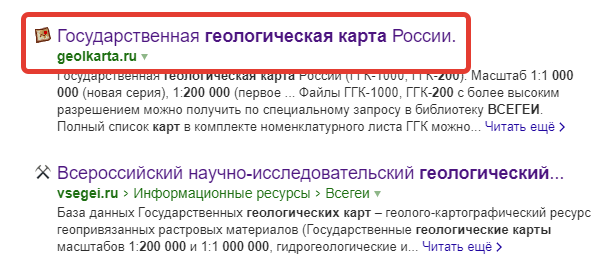 Государственная геологическая карта России.
geolkarta.ru
Государственная геологическая карта России (ГГК-1000, ГГК-200). Масштаб 1:1 000
000 (новая серия), 1:200 000 (первое ... Файлы ГГК-1000, ГГК-200 с более высоким
разрешением можно получить по специальному запросу в библиотеку ВСЕГЕИ.
Полный список карт в комплекте номенклатурного листа ГГК можно... Читать ещё >
Всероссийский научно-исследовательский геологический...
vsegei.ru > Информационные ресурсы > Всегеи
База данных Государственных геологических карт – геолого-картографический ресурс
геопривязанных растровых материалов (Государственные геологические карты
масштабов 1:200 000 и 1:1 000 000, гидрогеологические и... Читать ещё >